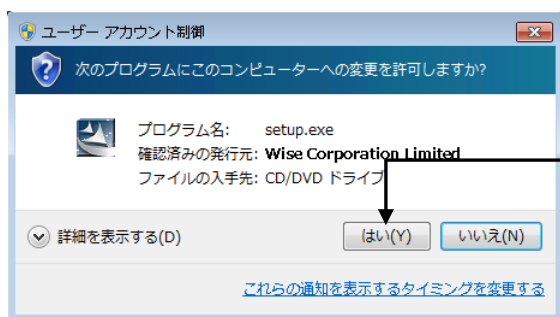 ユーザー アカウント制御
次のプログラムにこのコンピューターへの変更を許可しますか?
プログラム名: setup.exe
確認済みの発行元: Wise Corporation Limited
ファイルの入手先: CD/DVD ドライブ
詳細を表示する(D)
はい(Y) いいえ(N)
これらの通知を表示するタイミングを変更する